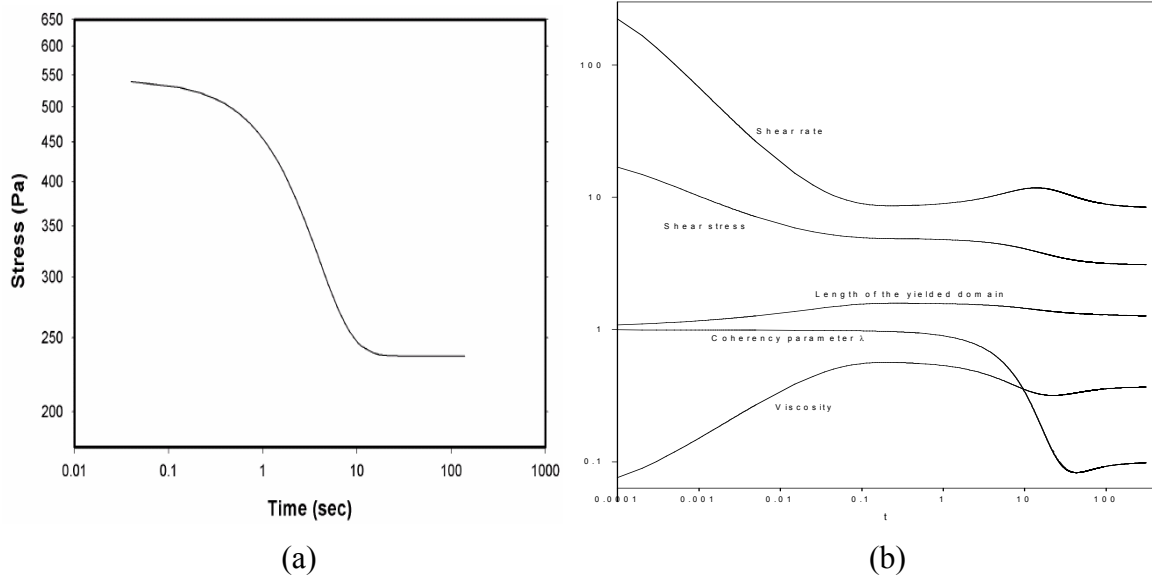 650
600
550
500
450
400
350
300
250
200
Stress (Pa)
0.01 0.1 1 10 100 1000
Time (sec)
(a)
100
10
1
0.1
Shear rate
Shear stress
Length of the yielded domain
Coherency parameter λ
Viscosity
0.0001 0.001 0.01 0.1 1 10 100
t
(b)